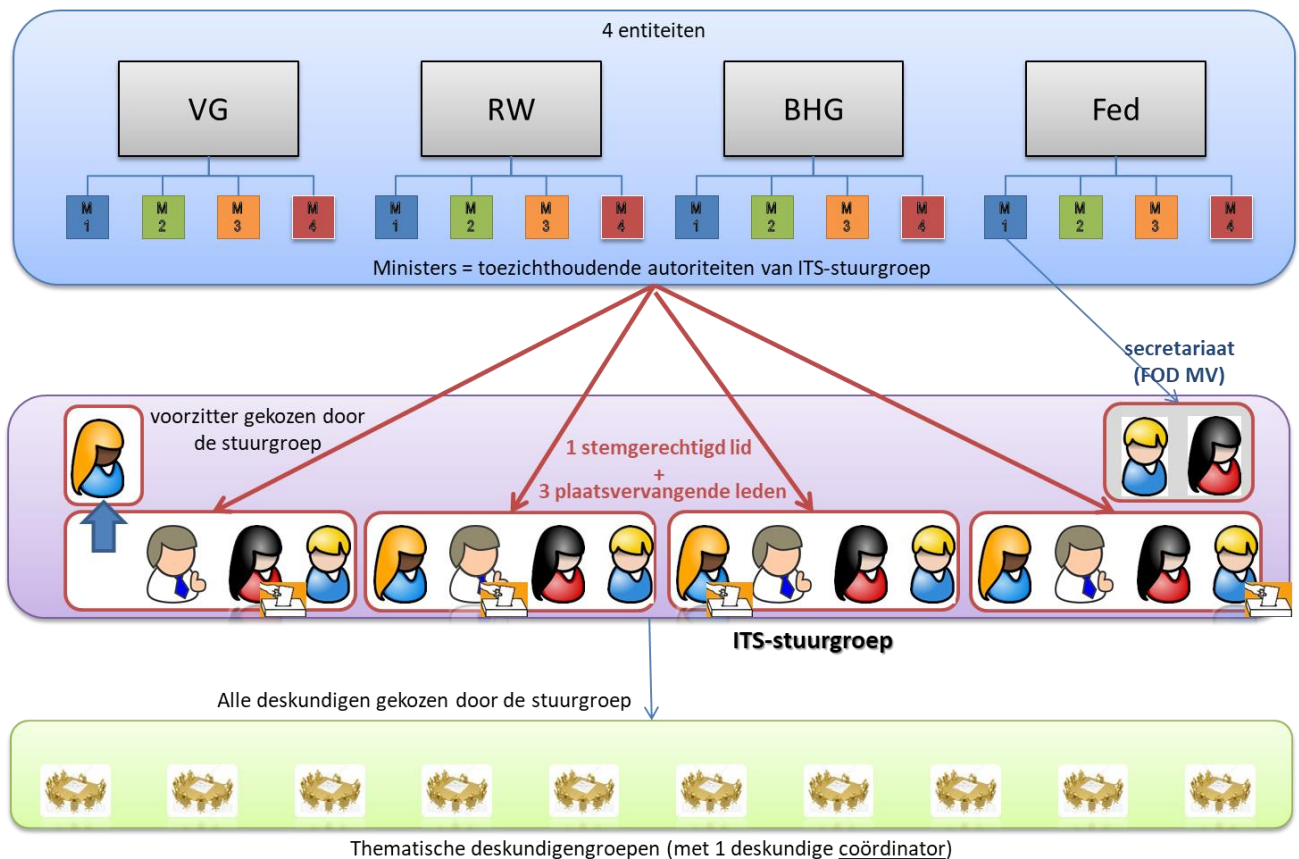 4 entiteiten
VG
RW
BHG
Fed
M
1
M
2
M
3
M
4
M
1
M
2
M
3
M
4
M
1
M
2
M
3
M
4
M
1
M
2
M
3
M
4
Ministers = toezichthoudende autoriteiten van ITS-stuurgroep
secretariaat
(FOD MV)
voorzitter gekozen door
de stuurgroep
1 stemgerechtigd lid
+
3 plaatsvervangende leden
ITS-stuurgroep
Alle deskundigen gekozen door de stuurgroep
Thematische deskundigengroepen (met 1 deskundige coördinator)